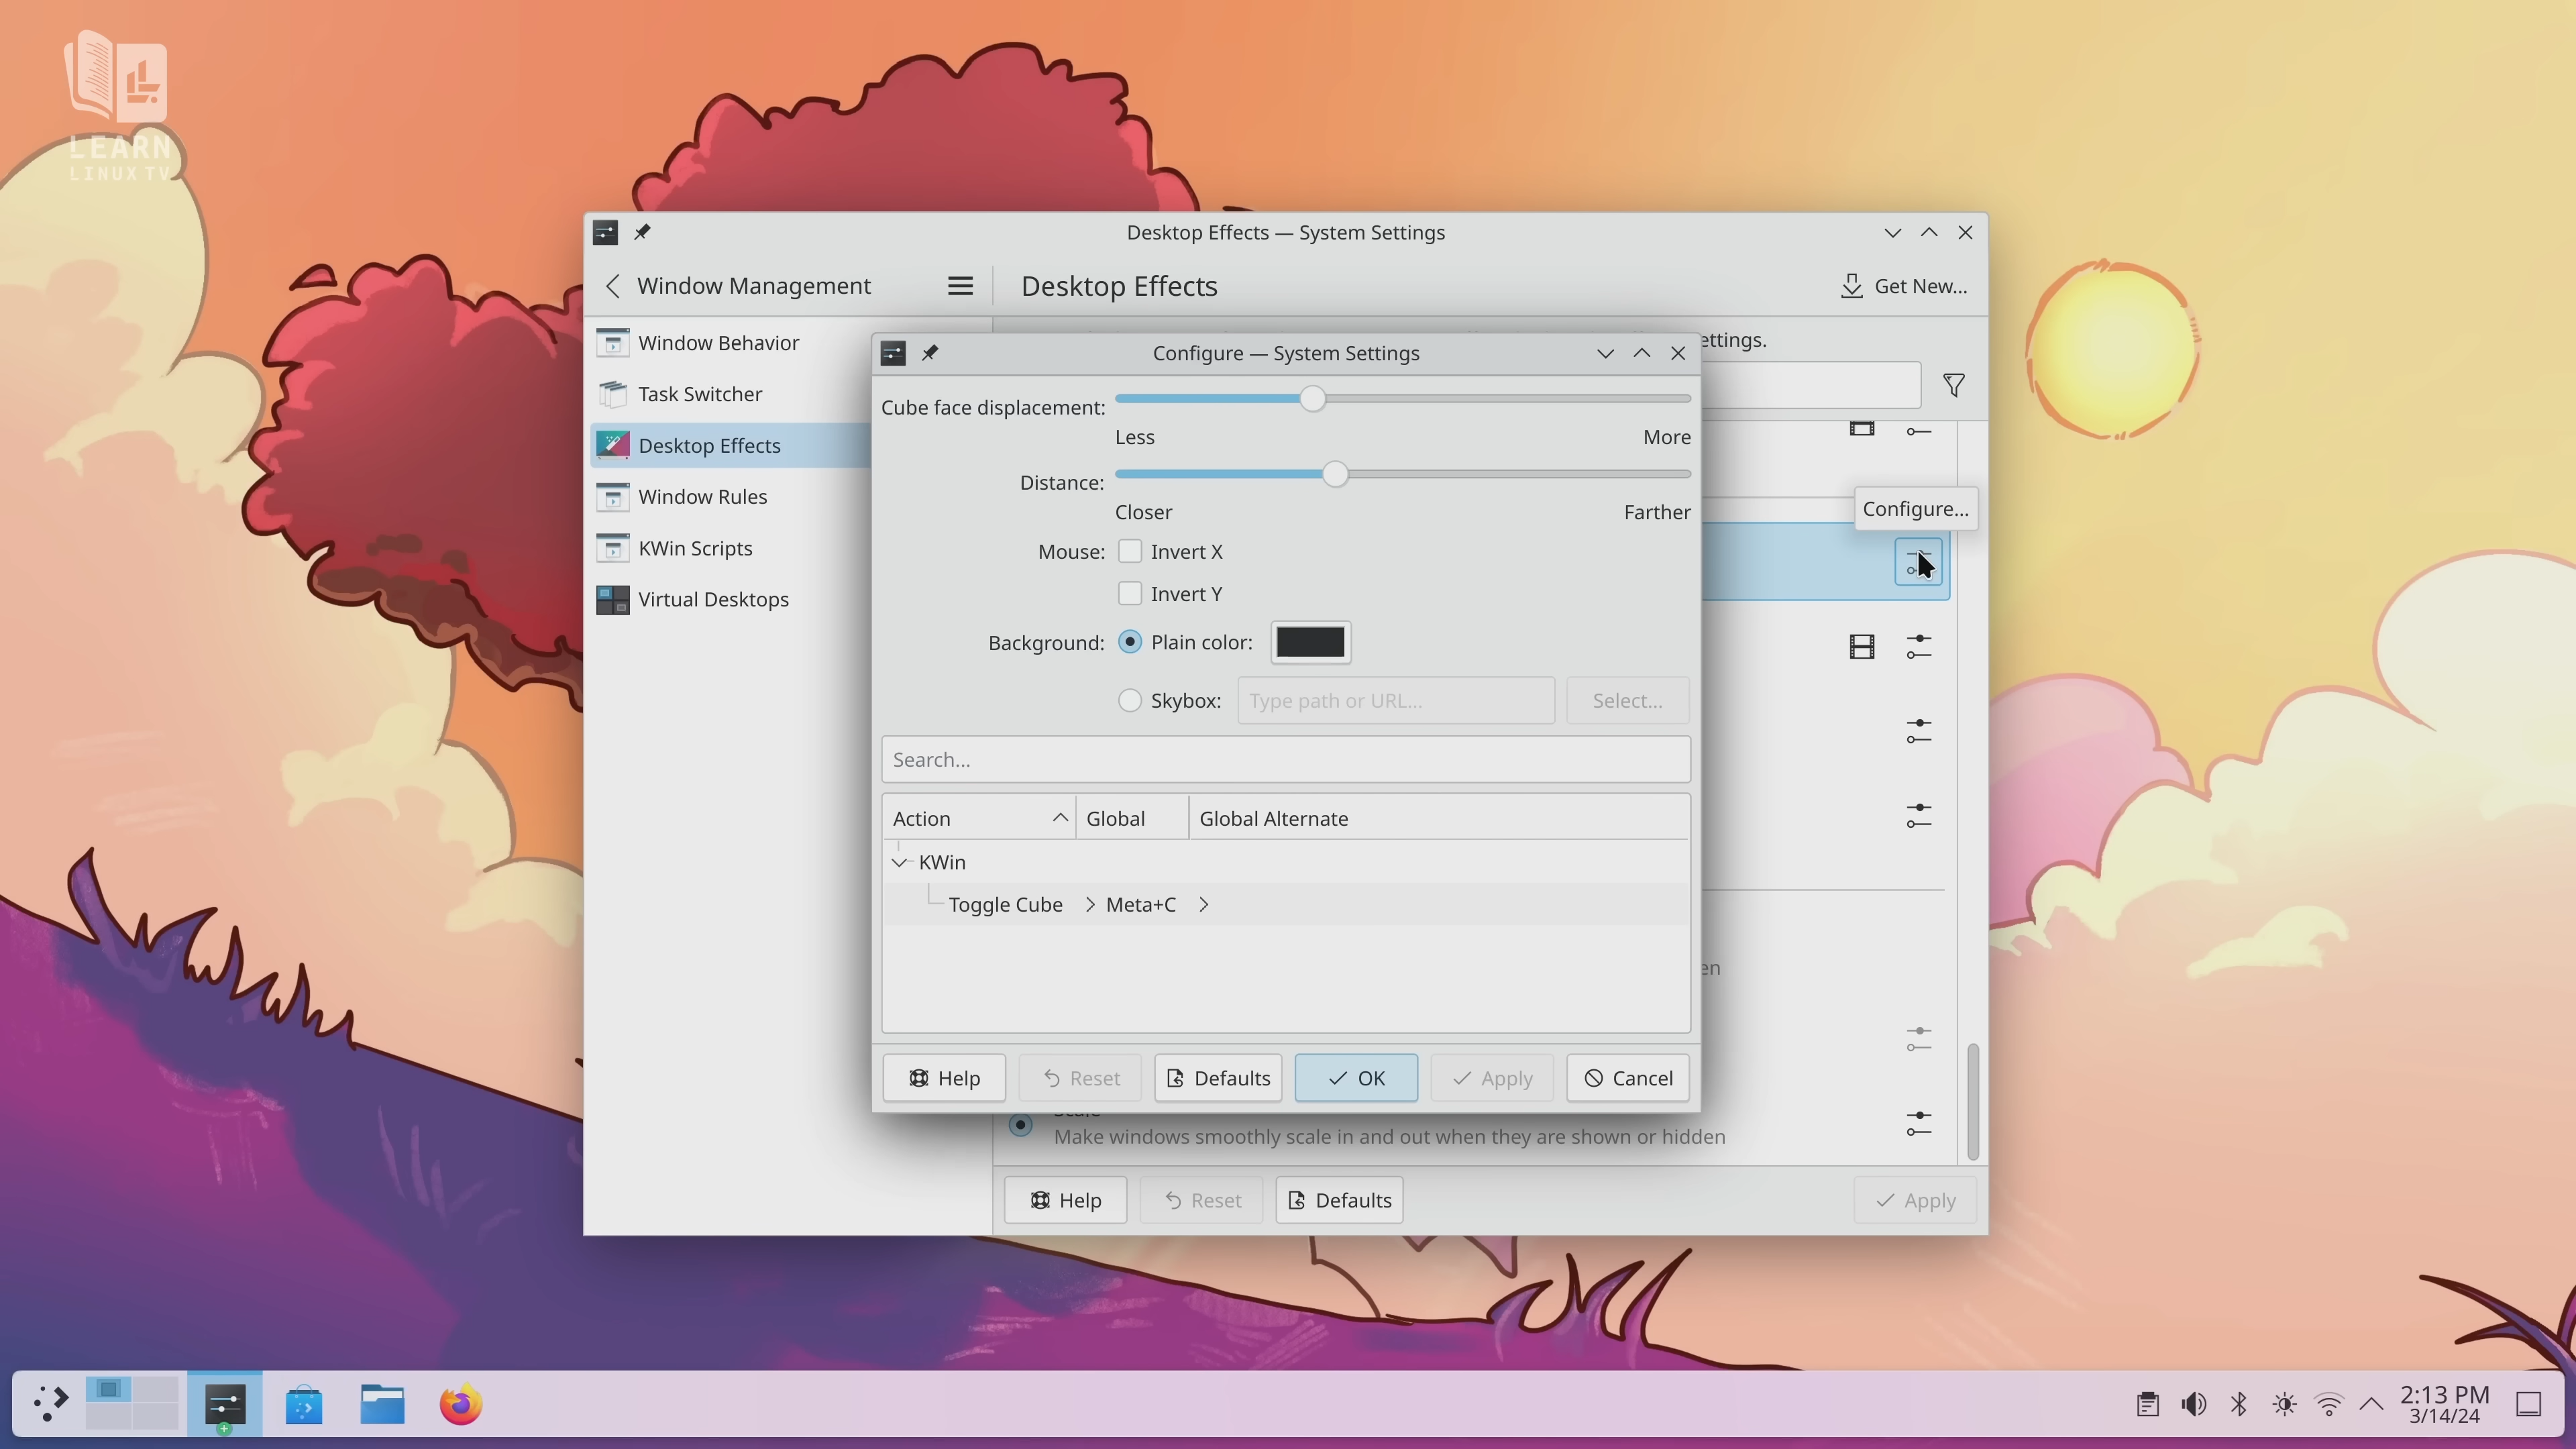 LEARN
LINUX TV
Desktop Effects — System Settings
Window Management
Desktop Effects
Get New...
Window Behavior
Task Switcher
Desktop Effects
Window Rules
KWin Scripts
Virtual Desktops
ettings.
Configure — System Settings
Cube face displacement:
Less More
Distance:
Closer Farther
Configure...
Mouse: Invert X
Invert Y
Background: Plain color:
Skybox: Type path or URL... Select...
Search...
Action Global Global Alternate
KWin
Toggle Cube Meta+C
en
Help Reset Defaults OK Apply Cancel
Make windows smoothly scale in and out when they are shown or hidden
Help Reset Defaults Apply
2:13 PM
3/14/24